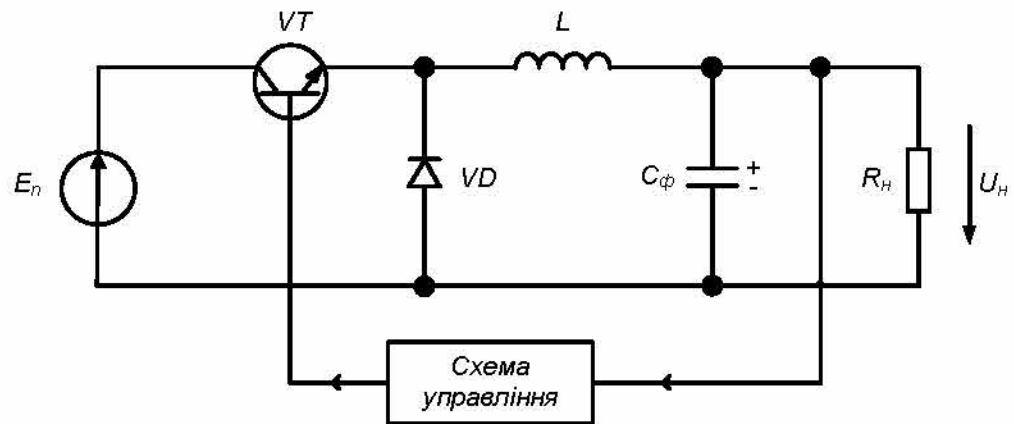 VT
L
Eп
VD
Cф
+
-
Rн
Uн
Схема
управління